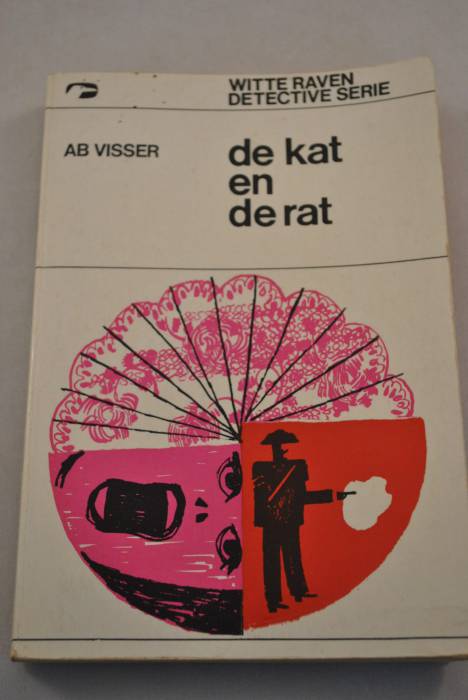 WITTE RAVEN
DETECTIVE SERIE
AB VISSER
de kat
en
de rat